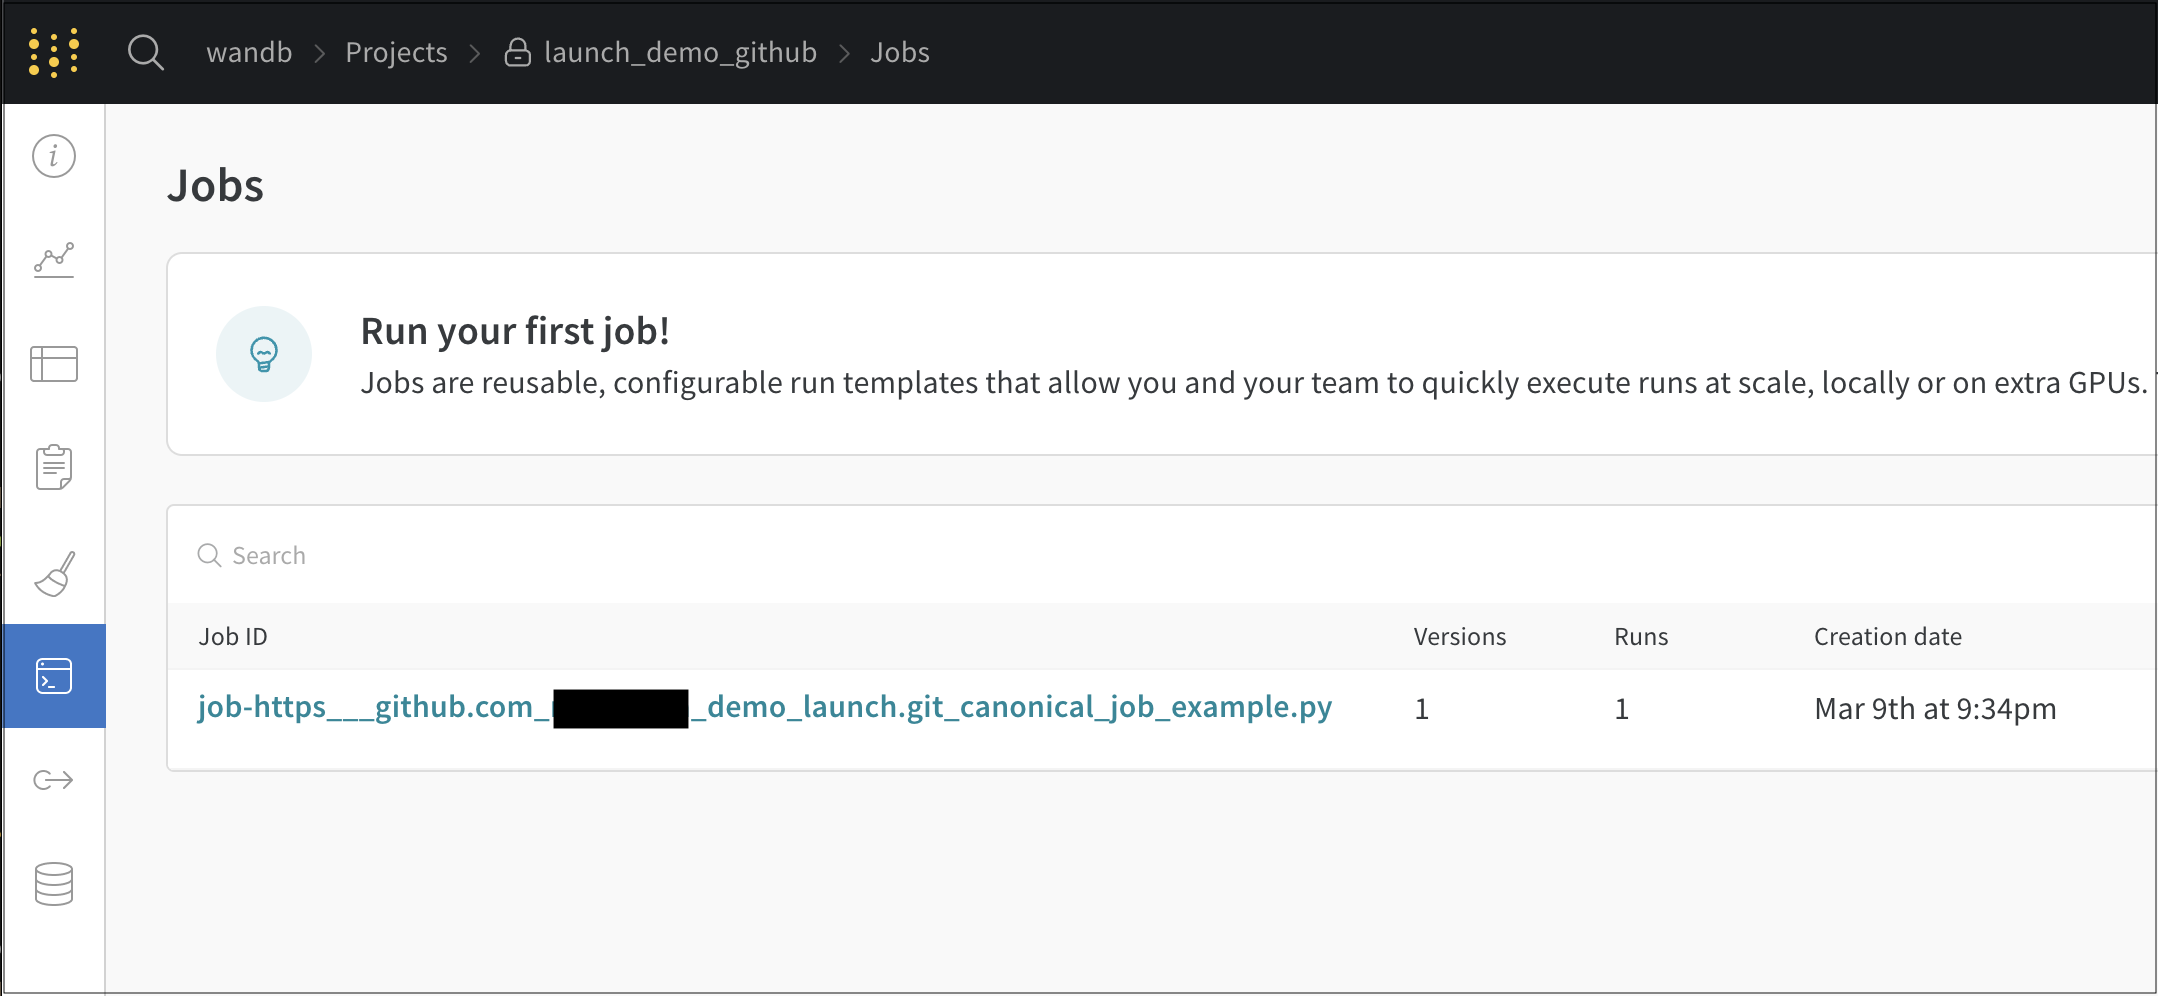 wandb > Projects > launch_demo_github > Jobs
Jobs
Run your first job!
Jobs are reusable, configurable run templates that allow you and your team to quickly execute runs at scale, locally or on extra GPUs.
Search
Job ID Versions Runs Creation date
job-https___github.com_ _demo_launch.git_canonical_job_example.py 1 1 Mar 9th at 9:34pm